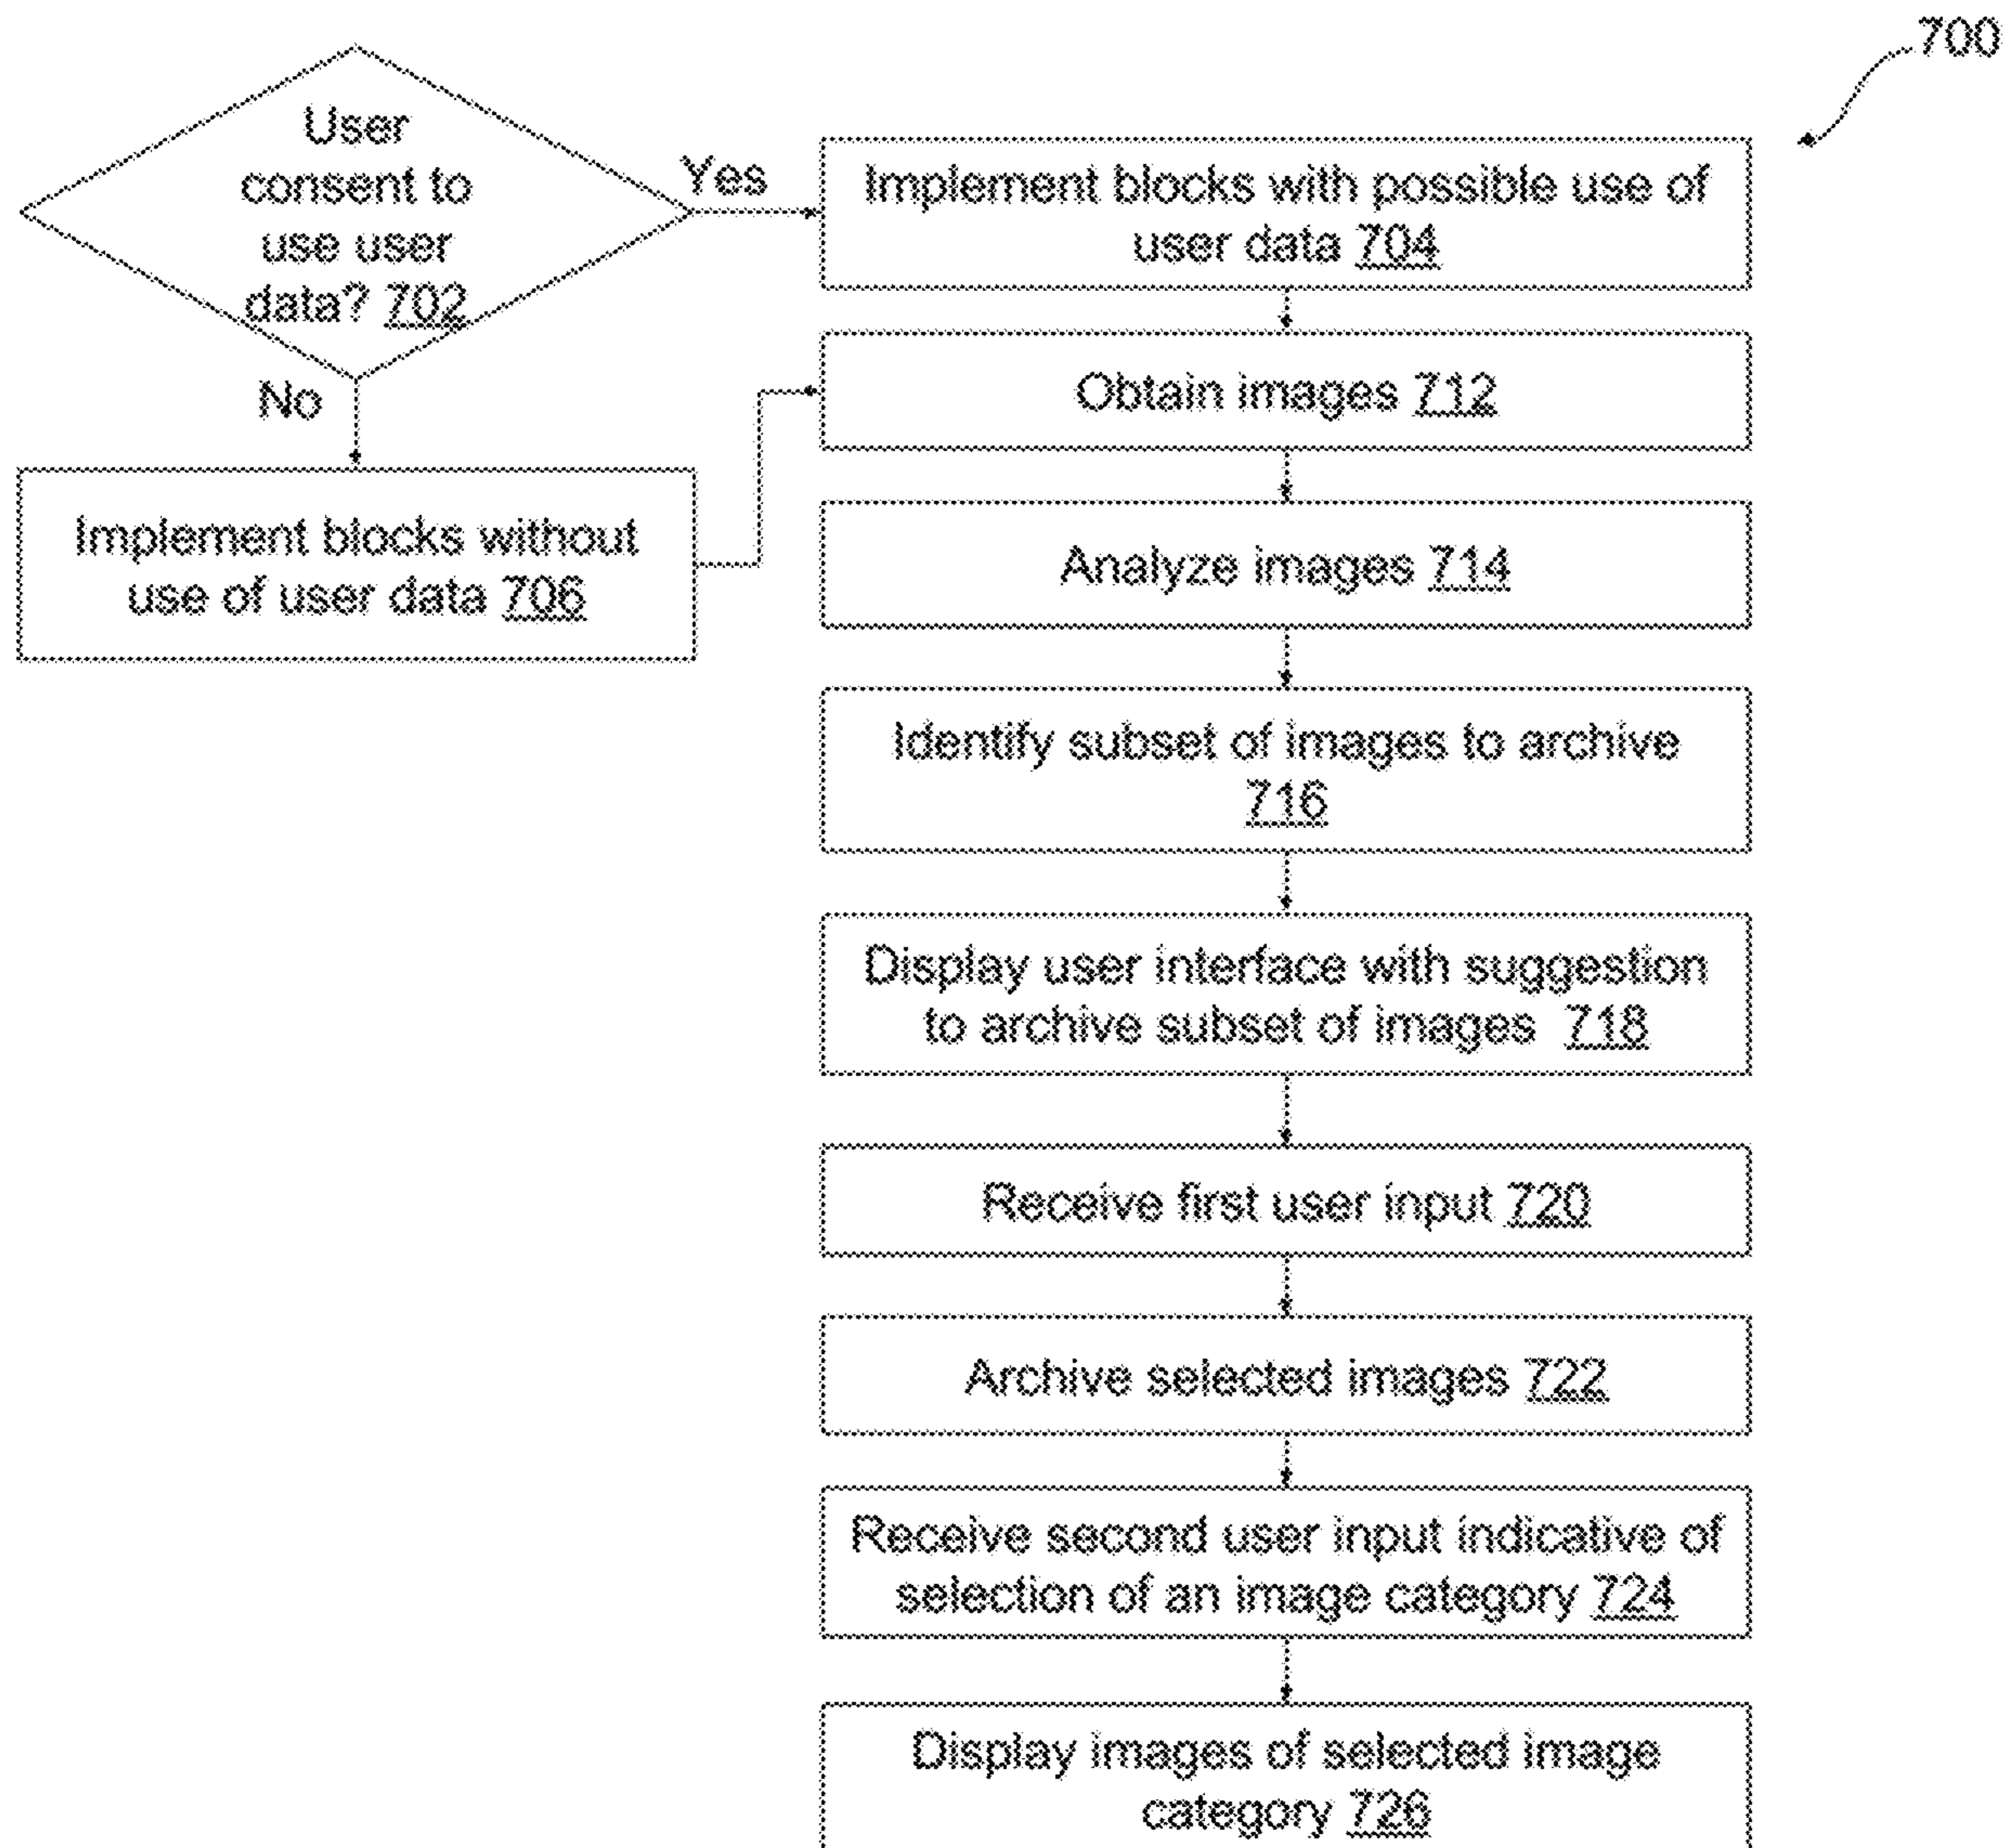 700
User
consent to
use user
data? 702
Yes
No
Implement blocks with possible use of
user data 704
Implement blocks without
use of user data 706
Obtain images 712
Analyze images 714
Identify subset of images to archive
716
Display user interface with suggestion
to archive subset of images 718
Receive first user input 720
Archive selected images 722
Receive second user input indicative of
selection of an image category 724
Display images of selected image
category 726